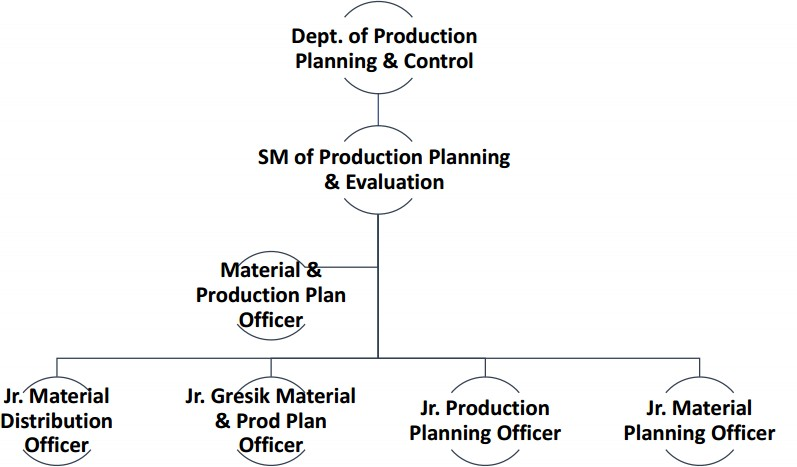 Dept. of Production
Planning & Control
SM of Production Planning
& Evaluation
Material &
Production Plan
Officer
Jr. Material
Distribution
Officer
Jr. Gresik Material
& Prod Plan
Officer
Jr. Production
Planning Officer
Jr. Material
Planning Officer